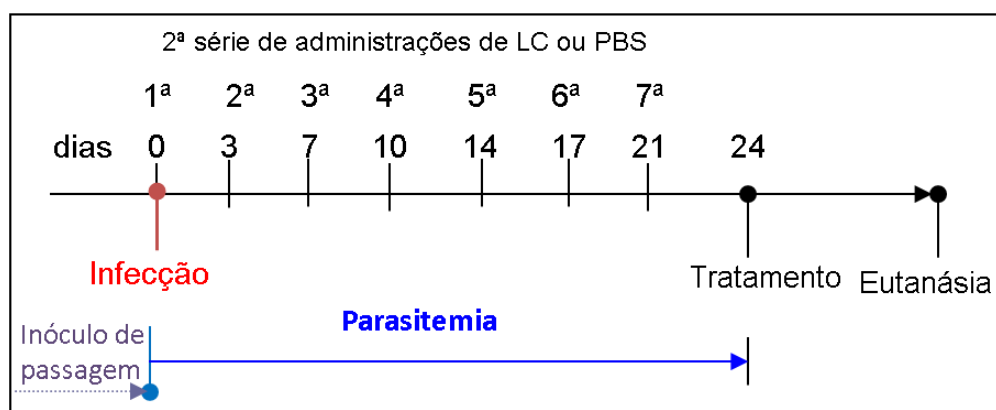 2ª série de administrações de LC ou PBS
1ª 2ª 3ª 4ª 5ª 6ª 7ª
dias 0 3 7 10 14 17 21 24
Infecção
Tratamento Eutanásia
Parasitemia
Inóculo de
passagem